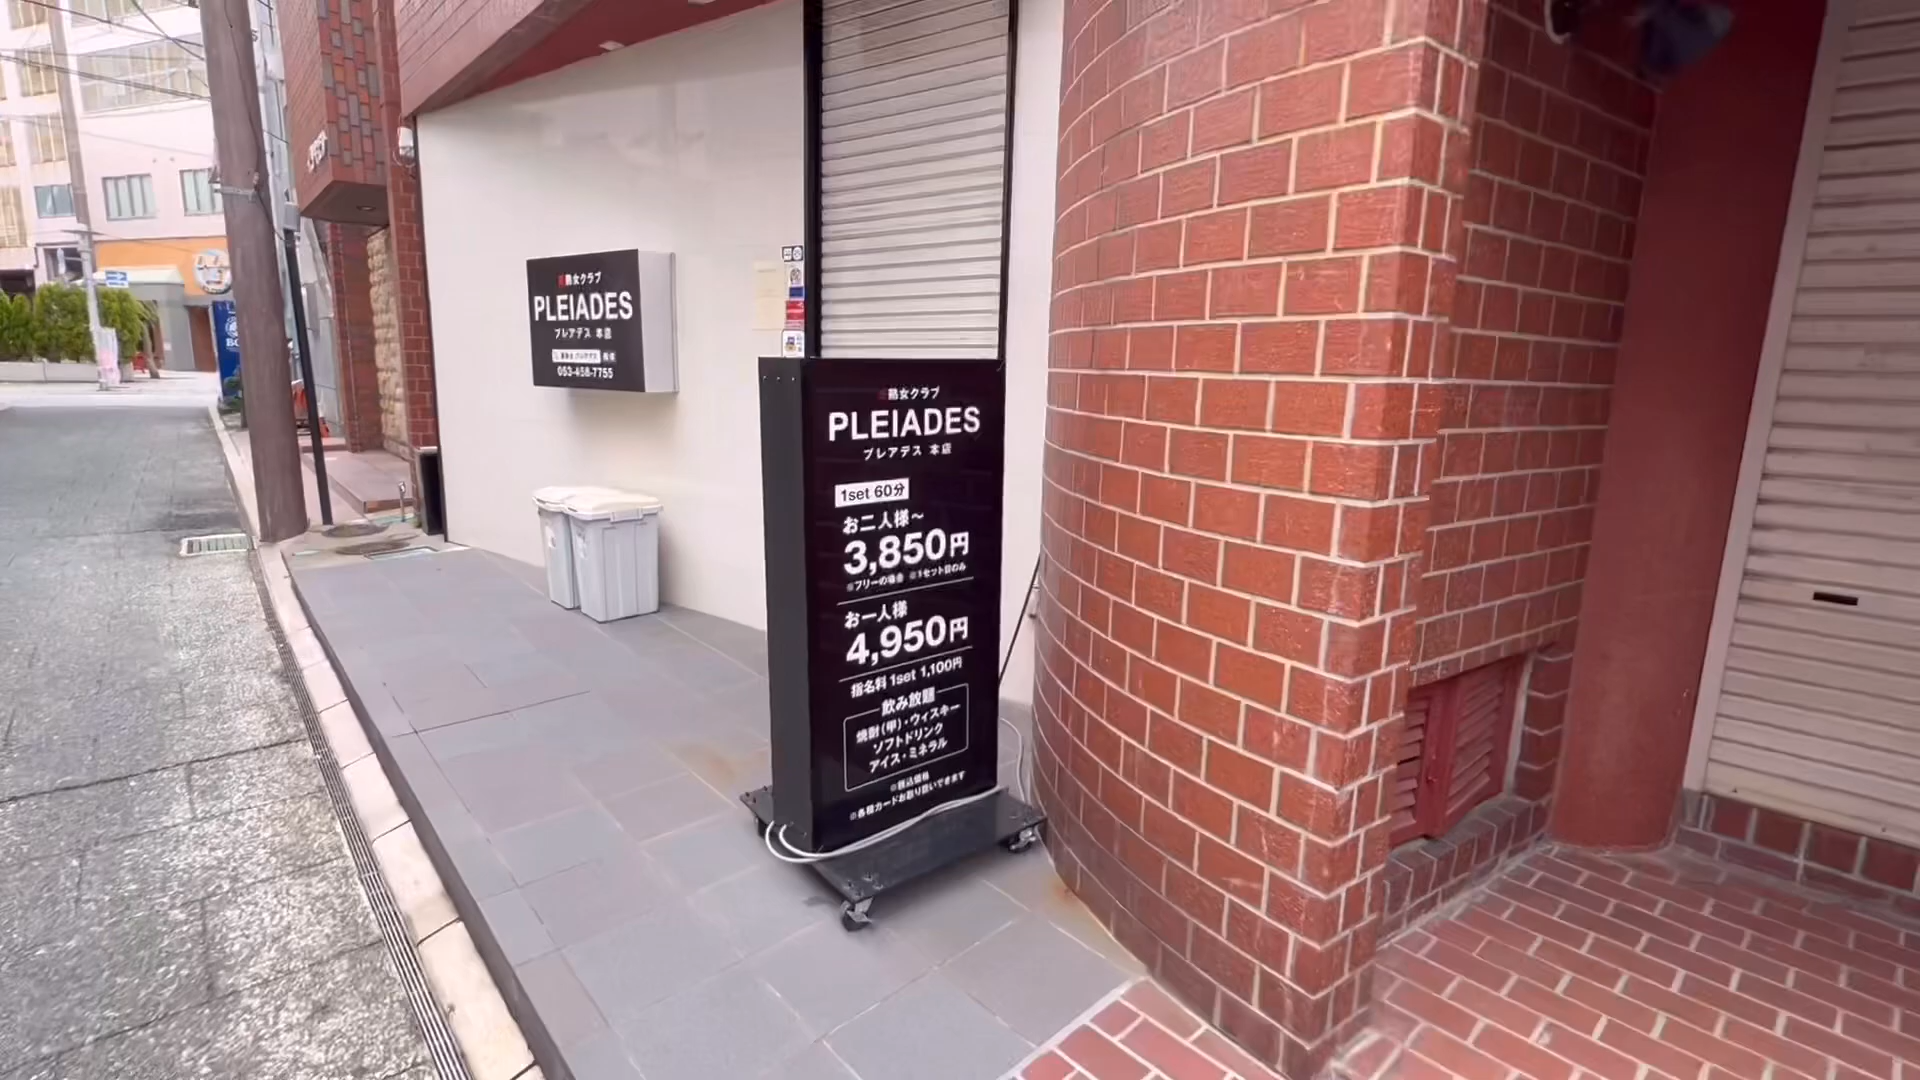 熟女クラブ
PLEIADES
プレアデス 本店
検索
053-458-7755
熟女クラブ
PLEIADES
プレアデス 本店
1set 60分
お二人様～
3,850円
※フリーの場合 ※1セット目のみ
お一人様
4,950円
指名料 1set 1,100円
飲み放題
焼酎(甲)・ウィスキー
ソフトドリンク
アイス・ミネラル
※税込価格
※各種カードお取り扱いできます